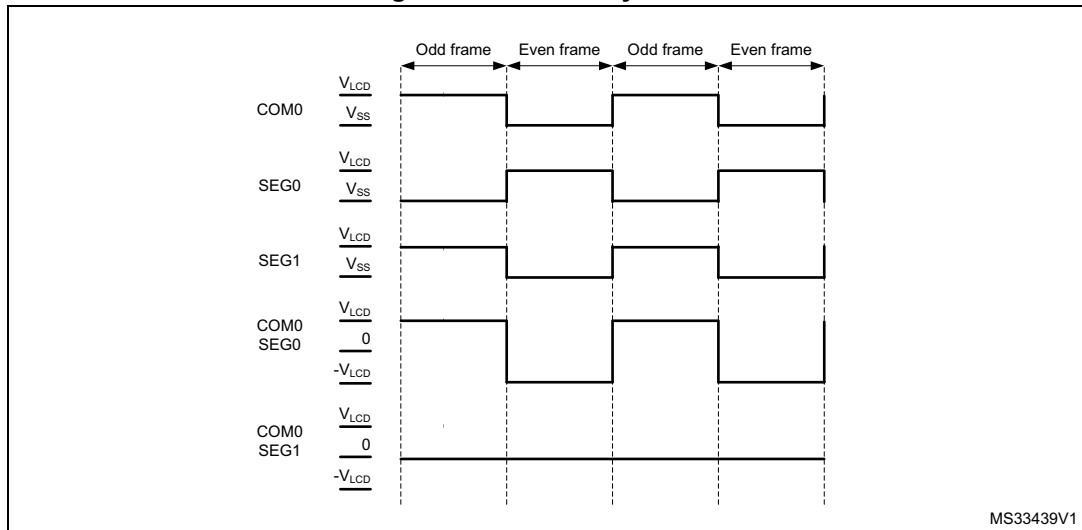 Odd frame Even frame Odd frame Even frame
VLCD
COM0
VSS
VLCD
SEG0
VSS
VLCD
SEG1
VSS
VLCD
COM0
SEG0
0
-VLCD
VLCD
COM0
SEG1
0
-VLCD
MS33439V1